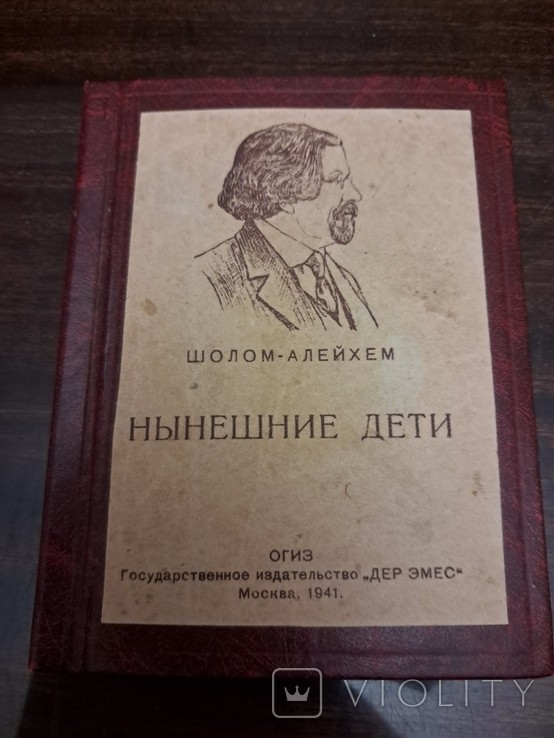 ШОЛОМ-АЛЕЙХЕМ
НЫНЕШНИЕ ДЕТИ
ОГИЗ
Государственное издательство „ДЕР ЭМЕС“
Москва, 1941.
VIOLITY